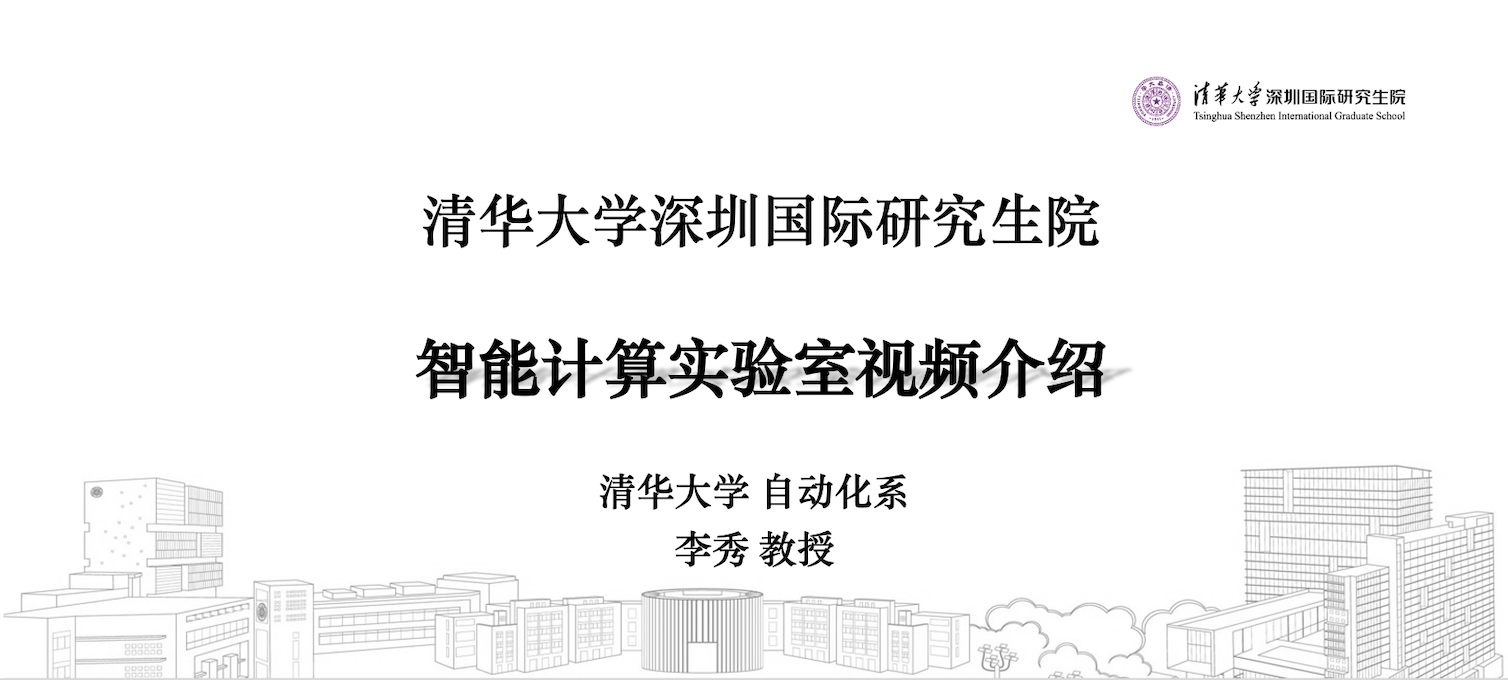 清华大学深圳国际研究生院
Tsinghua Shenzhen International Graduate School
清华大学深圳国际研究生院
智能计算实验室视频介绍
清华大学 自动化系
李秀 教授